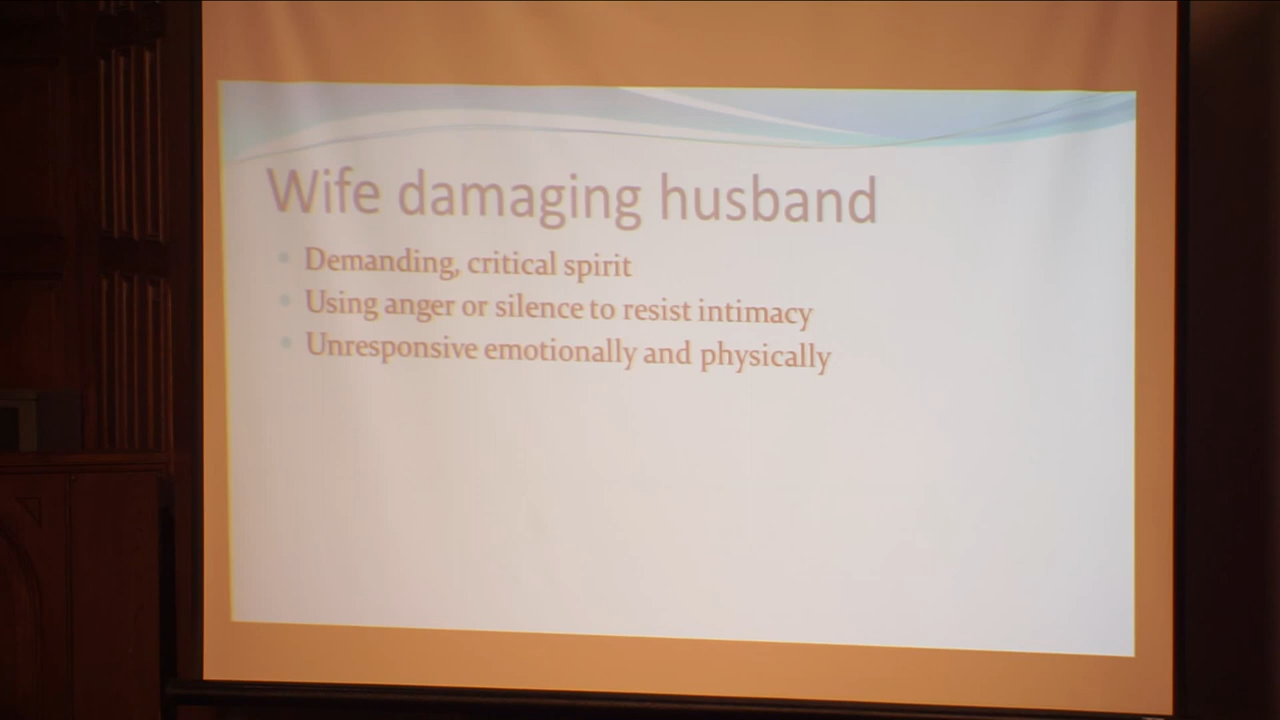 Wife damaging husband
Demanding, critical spirit
Using anger or silence to resist intimacy
Unresponsive emotionally and physically